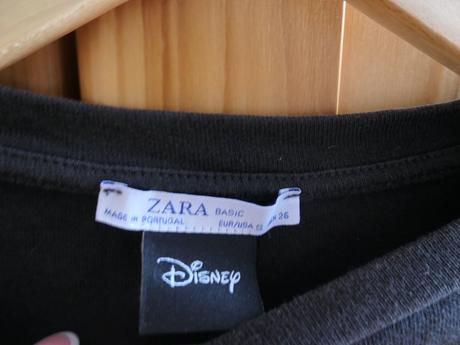 ZARA BASIC
MADE IN PORTUGAL EUR/USA 26
Disney